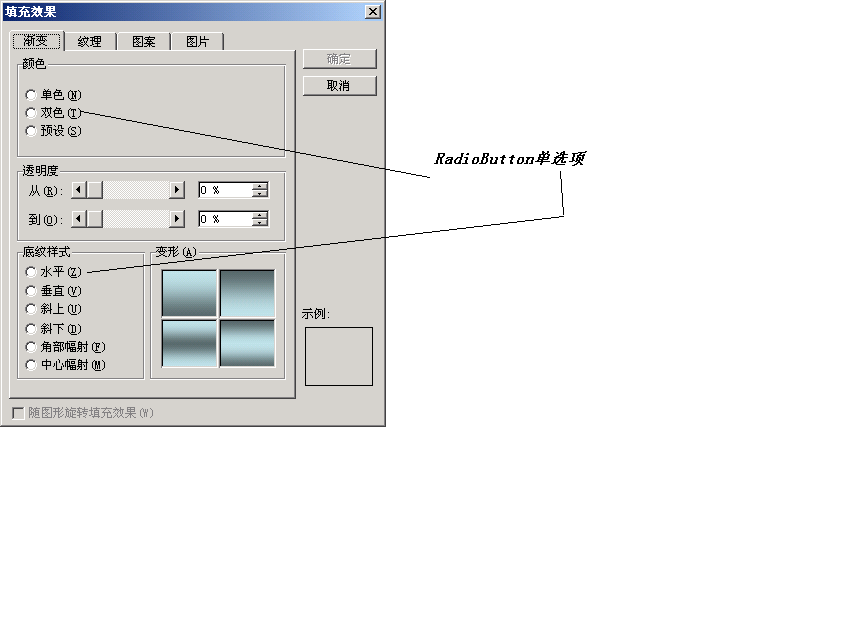 填充效果
渐变 纹理 图案 图片
颜色
单色(N)
双色(T)
预设(S)
确定
取消
RadioButton单选项
透明度
从(R): 0 %
到(O): 0 %
底纹样式
水平(Z)
垂直(V)
斜上(U)
斜下(D)
角部幅射(F)
中心幅射(M)
变形(A)
示例:
随图形旋转填充效果(W)